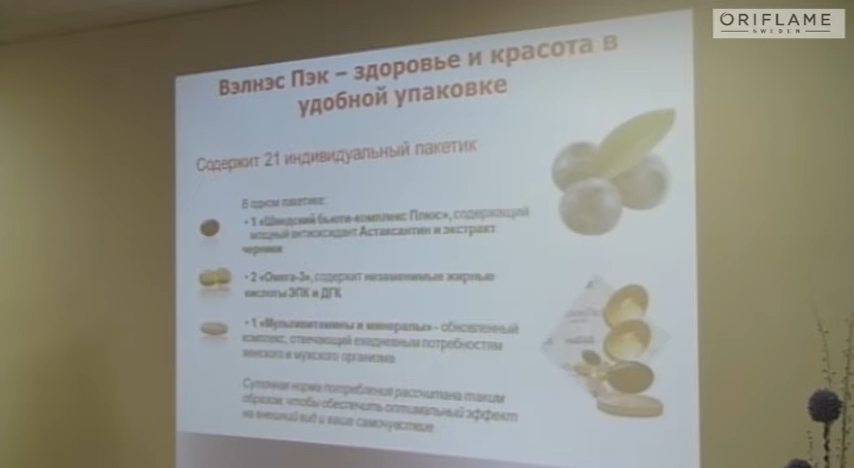 ORIFLAME
SWEDEN
Вэлнэс Пэк – здоровье и красота в
удобной упаковке
Содержит 21 индивидуальный пакетик
В одном пакетике:
• 1 «Шведский бьюти-комплекс Плюс», содержащий
мощный антиоксидант Астаксантин и экстракт
черники
• 2 «Омега-3», содержит незаменимые жирные
кислоты ЭПК и ДГК
• 1 «Мультивитамины и минералы» - обновленный
комплекс, отвечающий ежедневным потребностям
женского и мужского организма
Суточная норма потребления рассчитана таким
образом, чтобы обеспечить оптимальный эффект
на внешний вид и ваше самочувствие